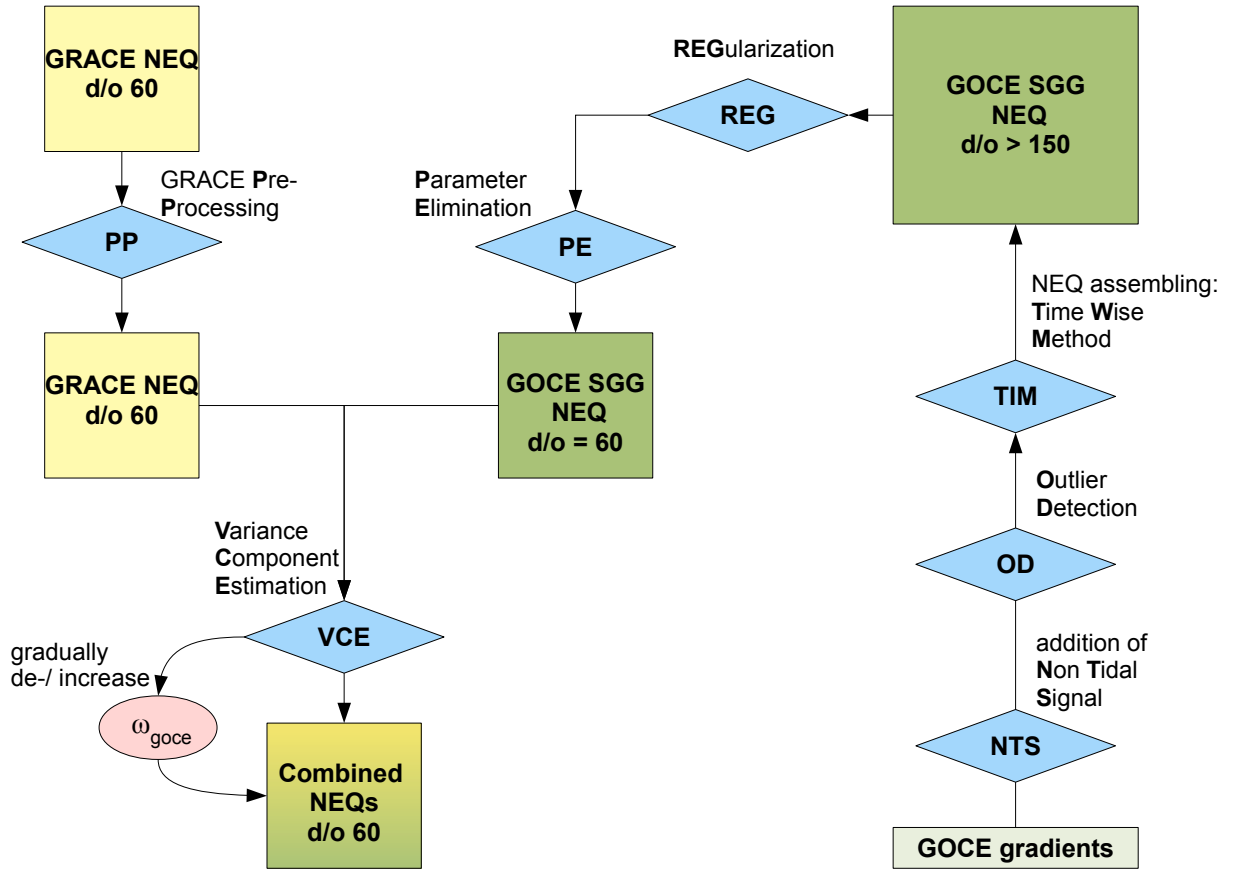 GRACE NEQ
d/o 60
GRACE Pre-
Processing
PP
GRACE NEQ
d/o 60
REGularization
REG
GOCE SGG
NEQ
d/o > 150
Parameter
Elimination
PE
GOCE SGG
NEQ
d/o = 60
NEQ assembling:
Time Wise
Method
TIM
Outlier
Detection
OD
addition of
Non Tidal
Signal
NTS
GOCE gradients
Variance
Component
Estimation
VCE
gradually
de-/ increase
ωgoce
Combined
NEQs
d/o 60